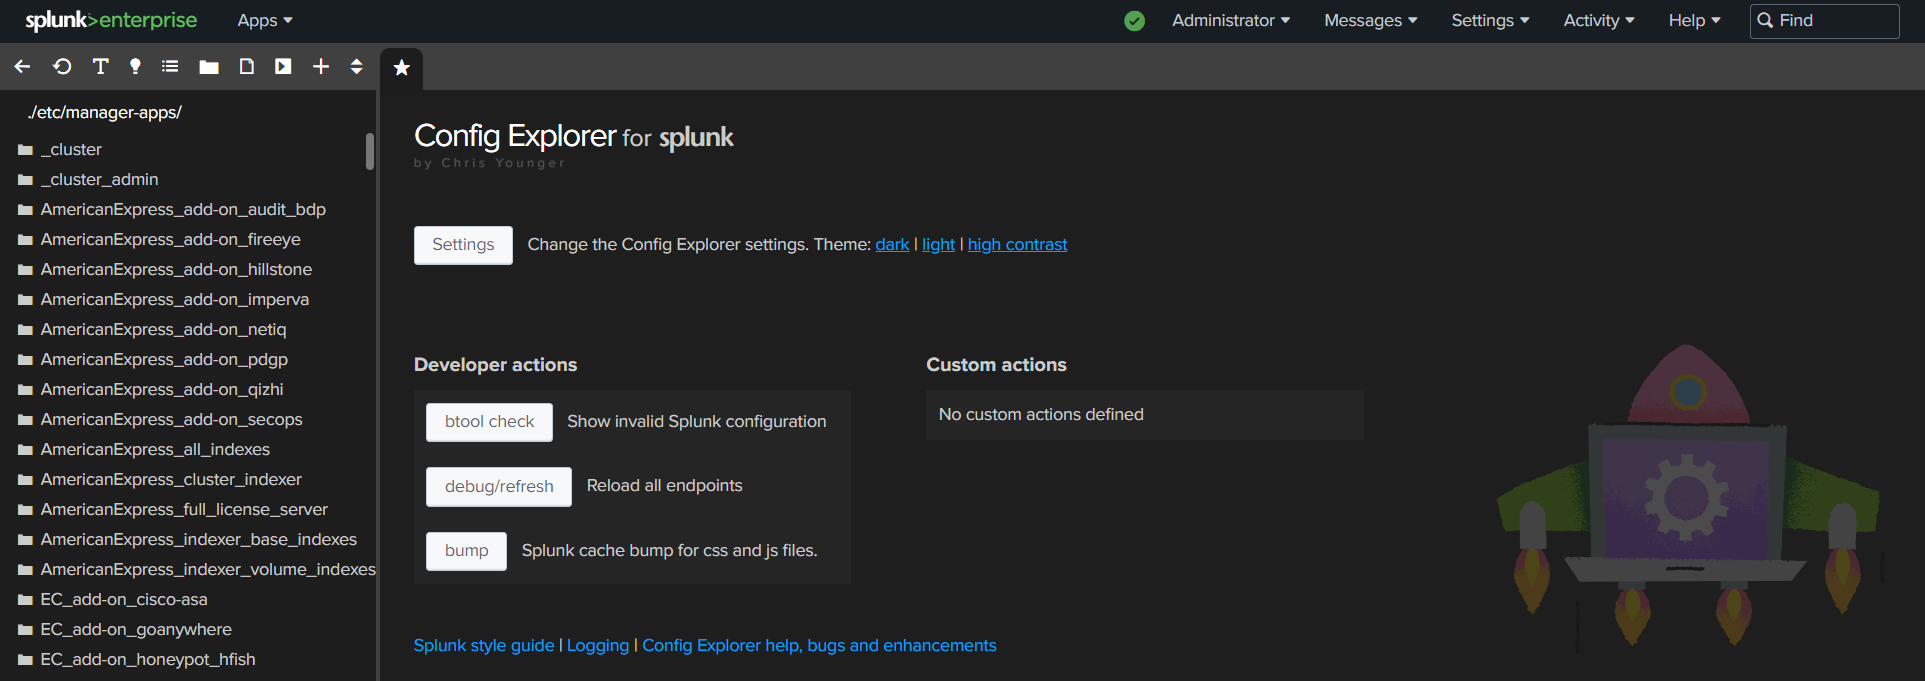 splunk>enterprise Apps Administrator Messages Settings Activity Help Find
./etc/manager-apps/
_cluster
_cluster_admin
AmericanExpress_add-on_audit_bdp
AmericanExpress_add-on_fireeye
AmericanExpress_add-on_hillstone
AmericanExpress_add-on_imperva
AmericanExpress_add-on_netiq
AmericanExpress_add-on_pdgp
AmericanExpress_add-on_qizhi
AmericanExpress_add-on_secops
AmericanExpress_all_indexes
AmericanExpress_cluster_indexer
AmericanExpress_full_license_server
AmericanExpress_indexer_base_indexes
AmericanExpress_indexer_volume_indexes
EC_add-on_cisco-asa
EC_add-on_goanywhere
EC_add-on_honeypot_hfish
Config Explorer for splunk
by Chris Younger
Settings Change the Config Explorer settings. Theme: dark | light | high contrast
Developer actions
btool check Show invalid Splunk configuration
debug/refresh Reload all endpoints
bump Splunk cache bump for css and js files.
Custom actions
No custom actions defined
Splunk style guide | Logging | Config Explorer help, bugs and enhancements